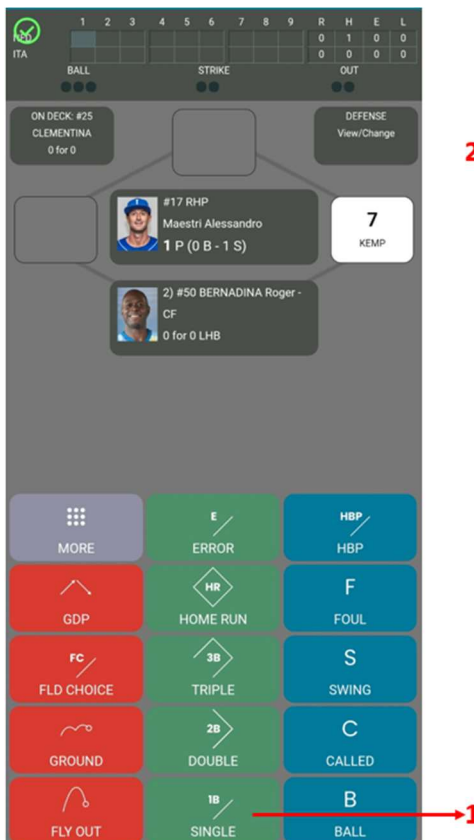 1 2 3 4 5 6 7 8 9 R H E L
NED 0 1 0 0
ITA 0 0 0 0
BALL STRIKE OUT
ON DECK: #25
CLEMENTINA
0 for 0
DEFENSE
View/Change
2
#17 RHP
Maestri Alessandro
1 P (0 B - 1 S)
7
KEMP
2) #50 BERNADINA Roger -
CF
0 for 0 LHB
MORE
E
ERROR
HBP
HBP
GDP
HR
HOME RUN
F
FOUL
FC
FLD CHOICE
3B
TRIPLE
S
SWING
GROUND
2B
DOUBLE
C
CALLED
FLY OUT
1B
SINGLE
B
BALL
1